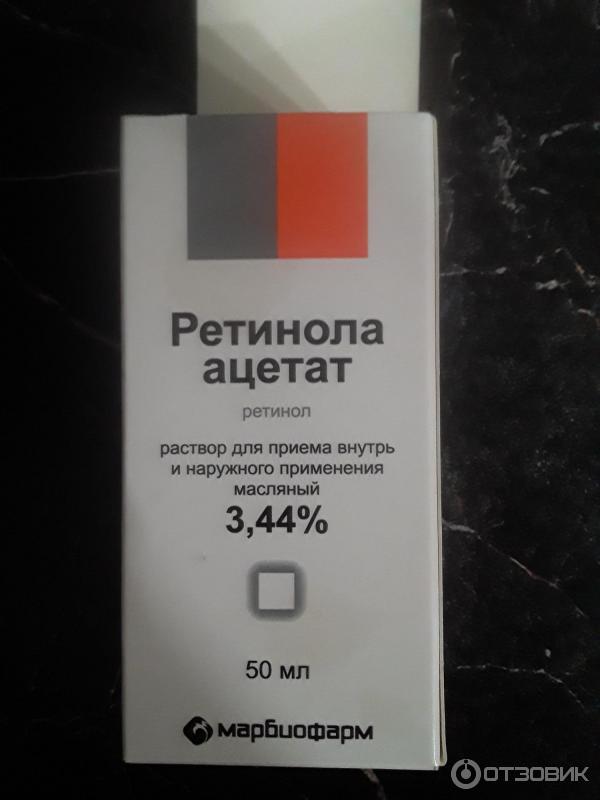 Ретинола
ацетат
ретинол
раствор для приема внутрь
и наружного применения
масляный
3,44%
50 мл
марбиофарм
ОТЗОВИК